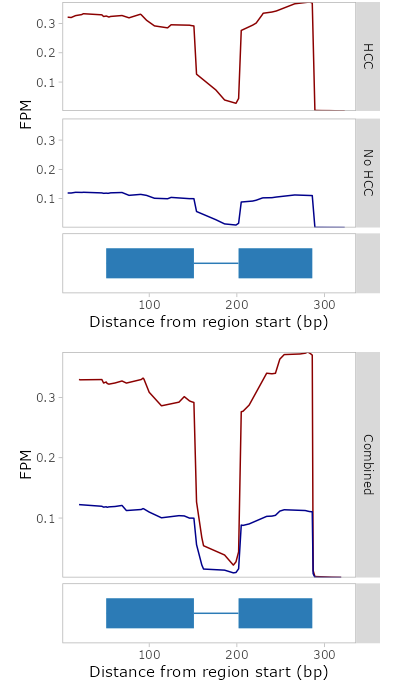 0.3
0.2
0.1
HCC
FPM
0.3
0.2
0.1
No HCC
100 200 300
Distance from region start (bp)
0.3
0.2
0.1
FPM
Combined
100 200 300
Distance from region start (bp)